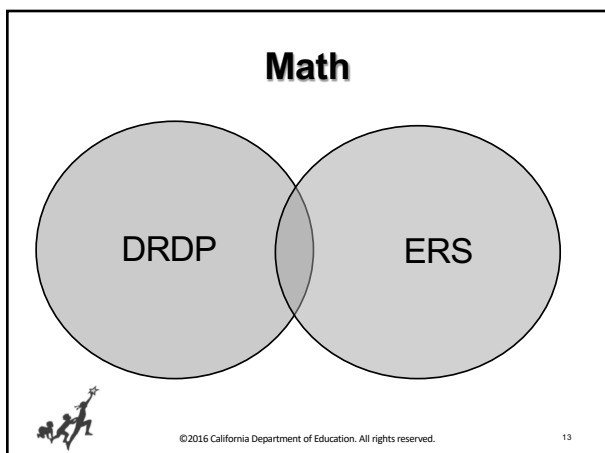 Math
DRDP
ERS
©2016 California Department of Education. All rights reserved.
13